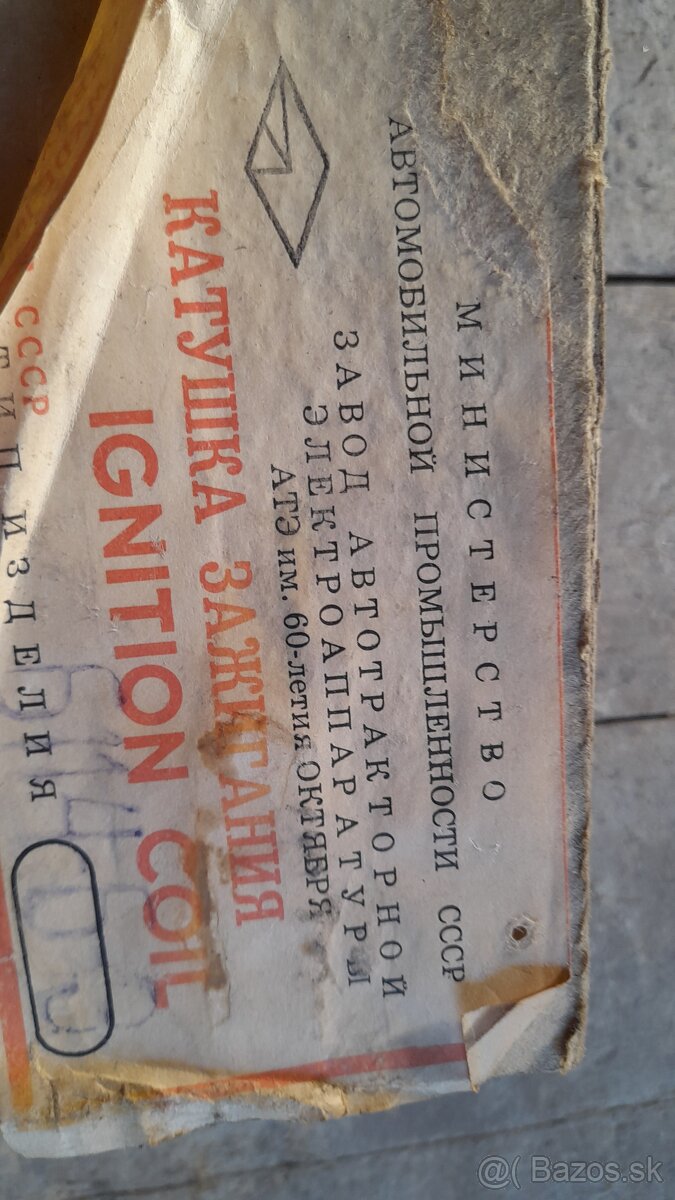 МИНИСТЕРСТВО
АВТОМОБИЛЬНОЙ ПРОМЫШЛЕННОСТИ СССР
ЗАВОД АВТОТРАКТОРНОЙ
ЭЛЕКТРОАППАРАТУРЫ
АТЭ им. 60-летия ОКТЯБРЯ
КАТУШКА ЗАЖИГАНИЯ
IGNITION COIL
СССР
ТИП ИЗДЕЛИЯ
@( Bazos.sk